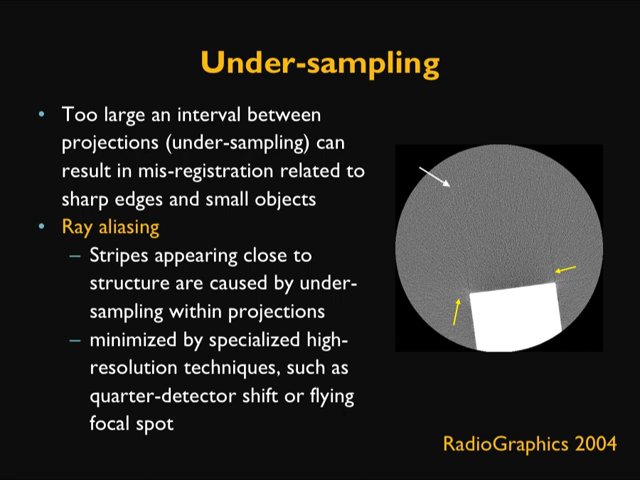 Under-sampling
• Too large an interval between
projections (under-sampling) can
result in mis-registration related to
sharp edges and small objects
• Ray aliasing
– Stripes appearing close to
structure are caused by under-
sampling within projections
– minimized by specialized high-
resolution techniques, such as
quarter-detector shift or flying
focal spot
RadioGraphics 2004